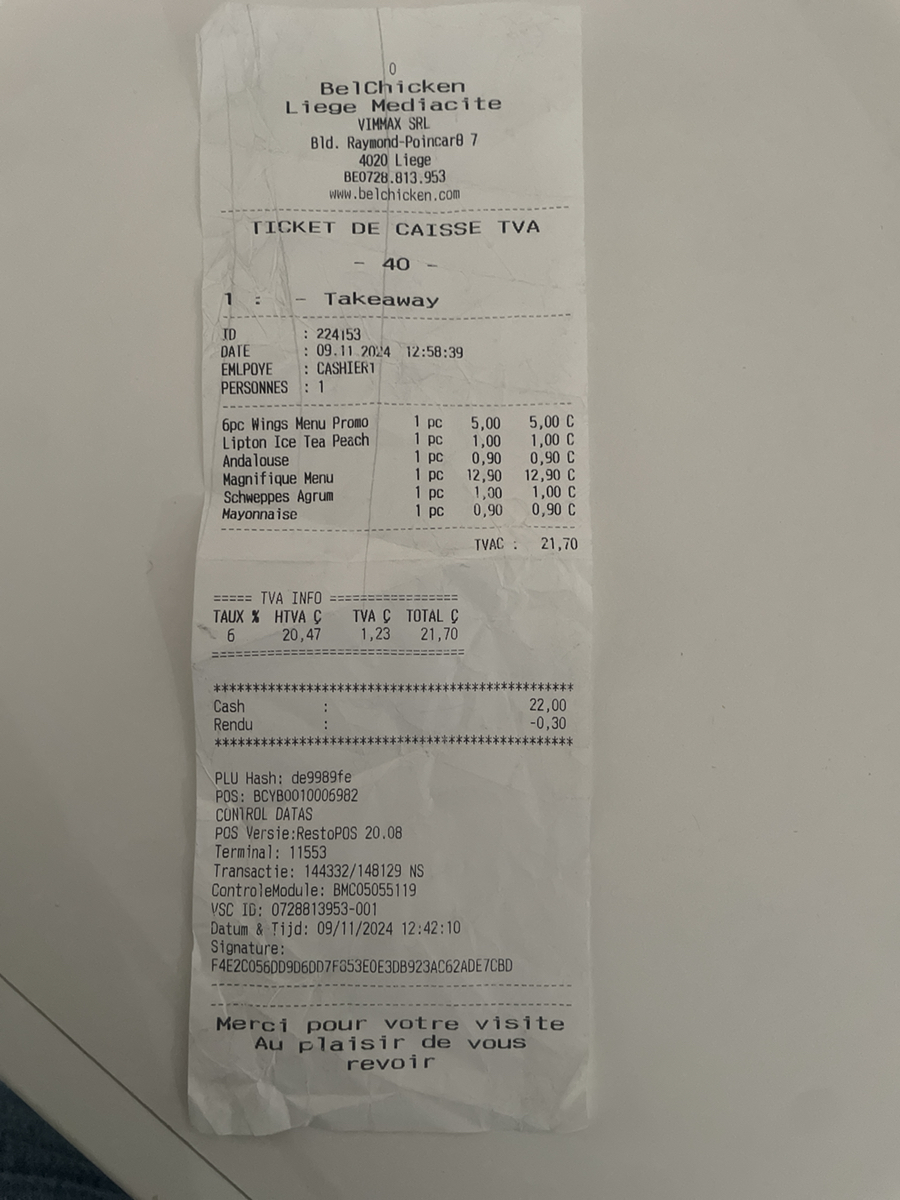 0
BelChicken
Liege Mediacite
VIMMAX SRL
Bld. Raymond-Poincar8 7
4020 Liege
BE0728.813.953
www.belchicken.com
TICKET DE CAISSE TVA
- 40 -
1 : - Takeaway
ID : 224153
DATE : 09.11 2024 12:58:39
EMLPOYE : CASHIER1
PERSONNES : 1
6pc Wings Menu Promo 1 pc 5,00 5,00 C
Lipton Ice Tea Peach 1 pc 1,00 1,00 C
Andalouse 1 pc 0,90 0,90 C
Magnifique Menu 1 pc 12,90 12,90 C
Schweppes Agrum 1 pc 1,00 1,00 C
Mayonnaise 1 pc 0,90 0,90 C
TVAC : 21,70
===== TVA INFO =================
TAUX % HTVA Ç TVA Ç TOTAL Ç
6 20,47 1,23 21,70
================================
**********************************************
Cash : 22,00
Rendu : -0,30
**********************************************
PLU Hash: de9989fe
POS: BCYB0010006982
CONTROL DATAS
POS Versie:RestoPOS 20.08
Terminal: 11553
Transactie: 144332/148129 NS
ControleModule: BMC05055119
VSC ID: 0728813953-001
Datum & Tijd: 09/11/2024 12:42:10
Signature:
Merci pour votre visite
Au plaisir de vous
revoir